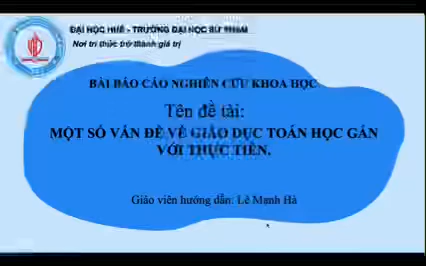 ĐẠI HỌC HUẾ - TRƯỜNG ĐẠI HỌC SƯ PHẠM
Nơi tri thức trở thành giá trị
BÀI BÁO CÁO NGHIÊN CỨU KHOA HỌC
Tên đề tài:
MỘT SỐ VẤN ĐỀ VỀ GIÁO DỤC TOÁN HỌC GẮN
VỚI THỰC TIỄN.
Giáo viên hướng dẫn: Lê Mạnh Hà